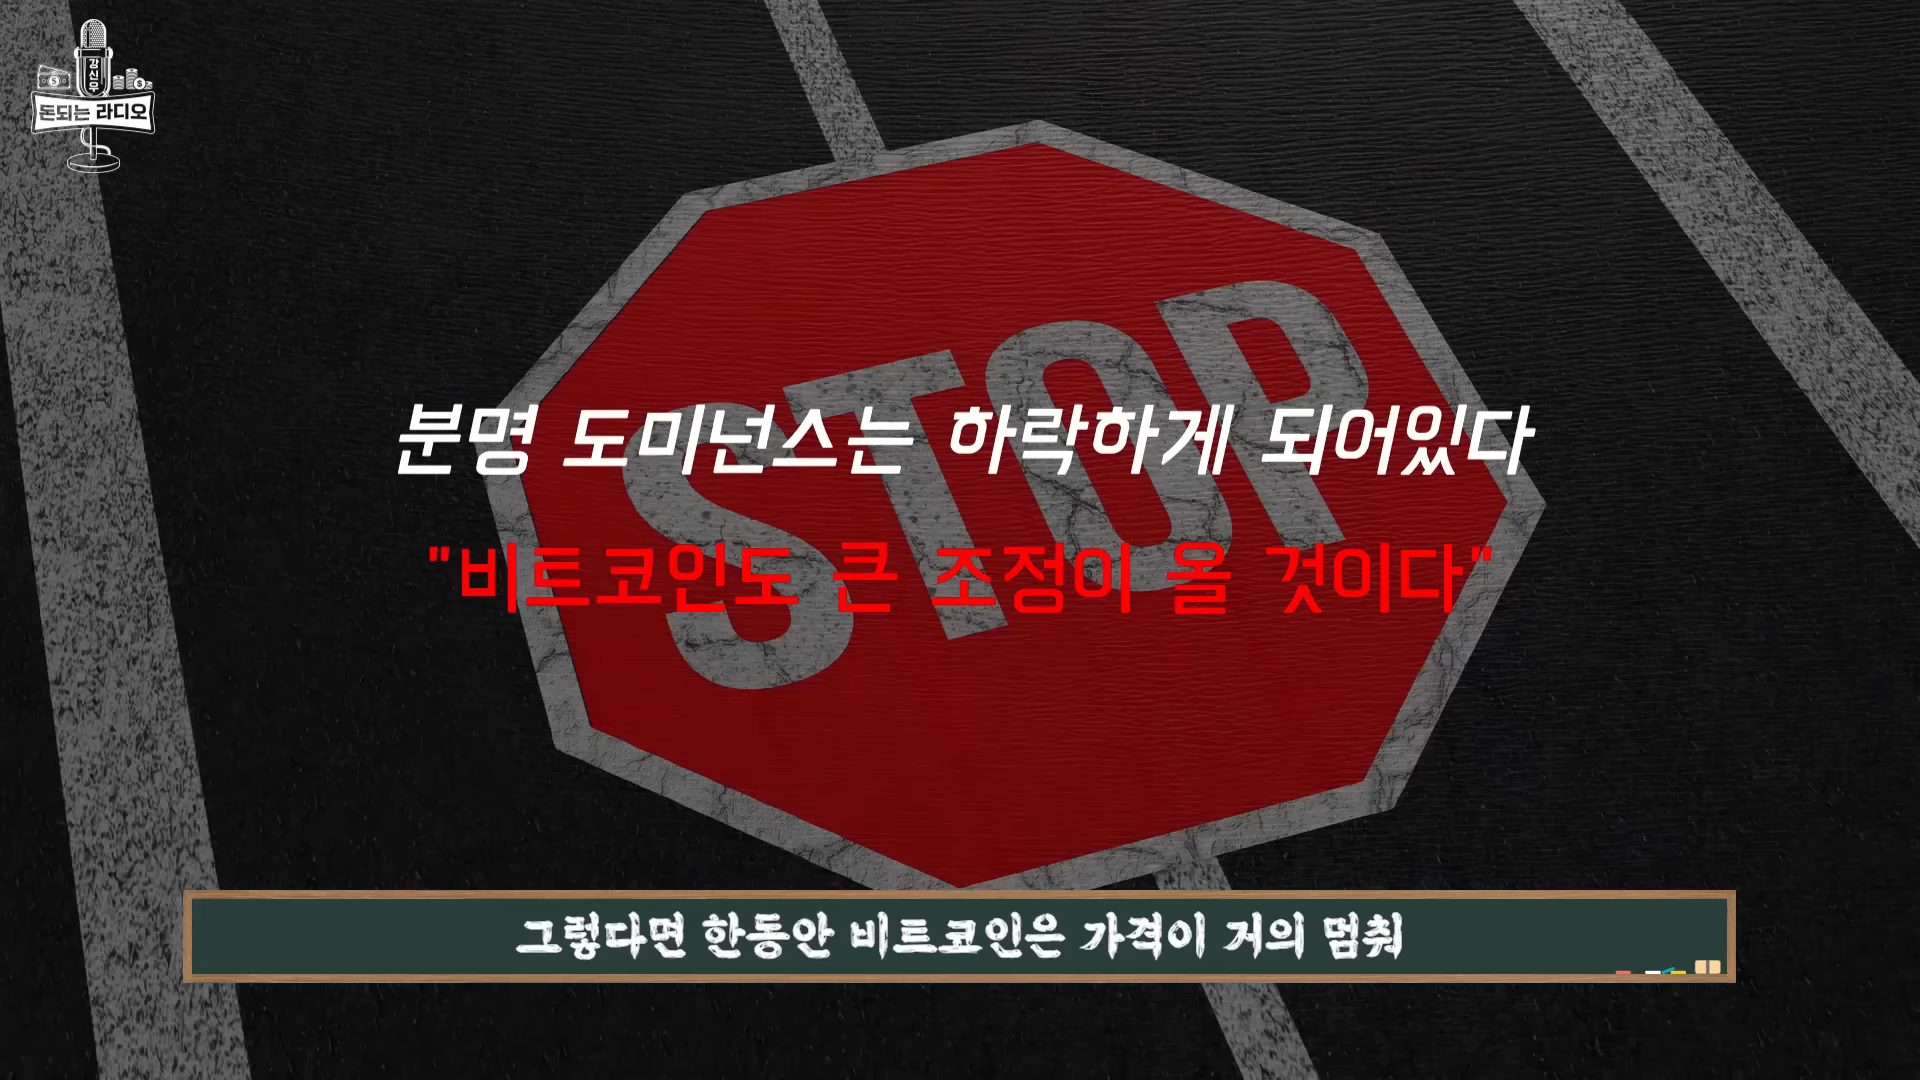 강신우
돈되는 라디오
STOP
분명 도미넌스는 하락하게 되어있다
"비트코인도 큰 조정이 올 것이다"
그렇다면 한동안 비트코인은 가격이 거의 멈춰